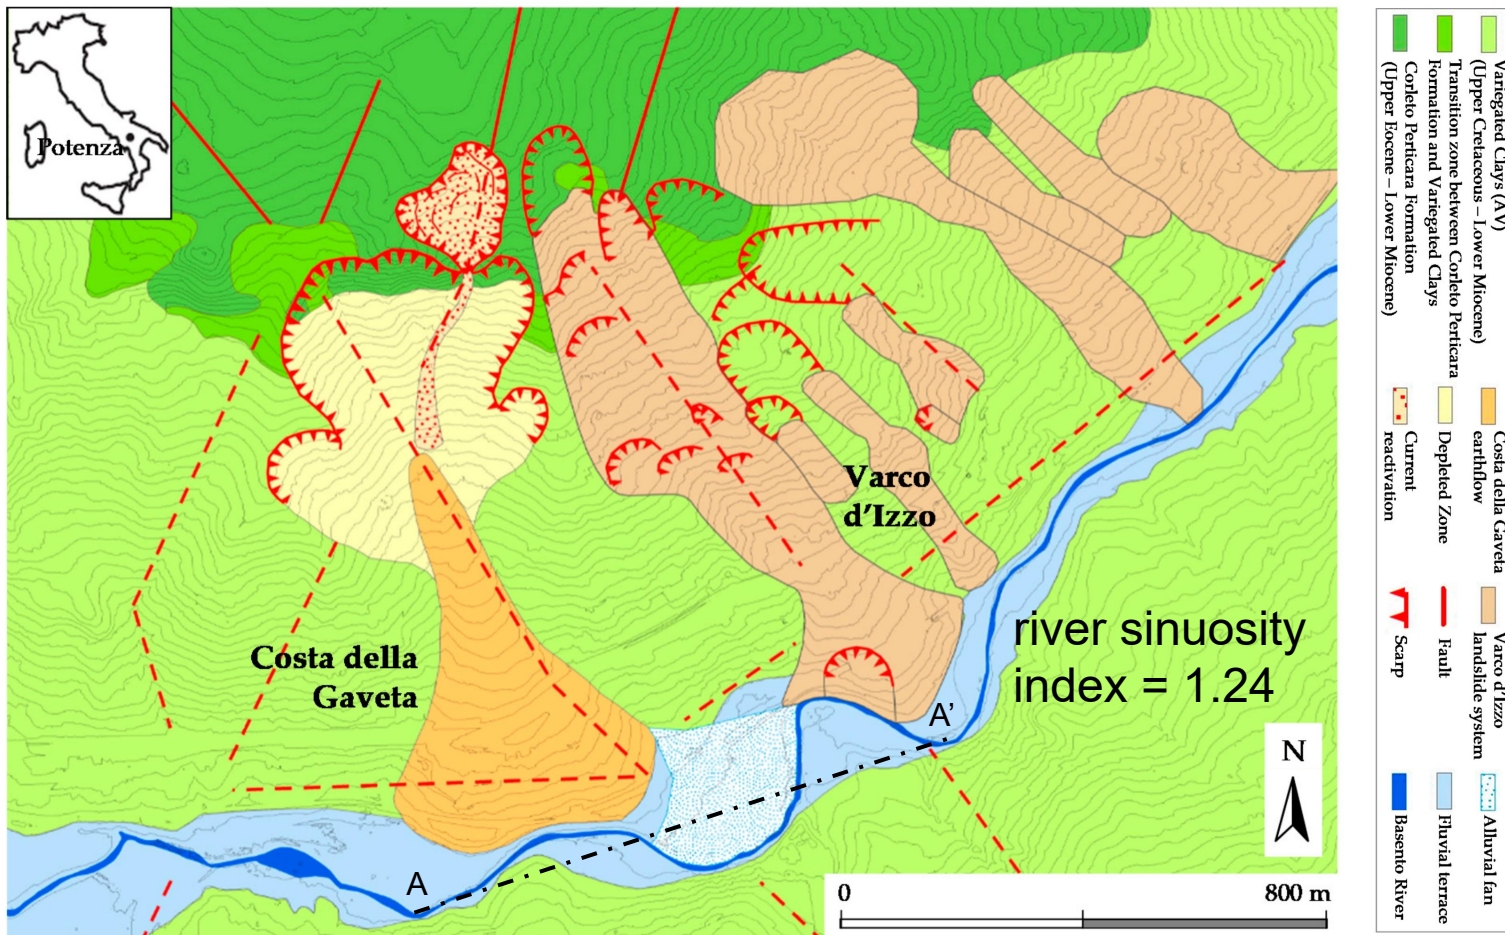 Potenza
Varco
d'Izzo
Costa della
Gaveta
river sinuosity
index = 1.24
A
A'
N
0
800 m
Variegated Clays (AV)
(Upper Cretaceous – Lower Miocene)
Transition zone between Corleto Perticara
Formation and Variegated Clays
Corleto Perticara Formation
(Upper Eocene – Lower Miocene)
Costa della Gaveta
earthflow
Depleted Zone
Current
reactivation
Varco d'Izzo
landslide system
Fault
Scarp
Alluvial fan
Fluvial terrace
Basento River